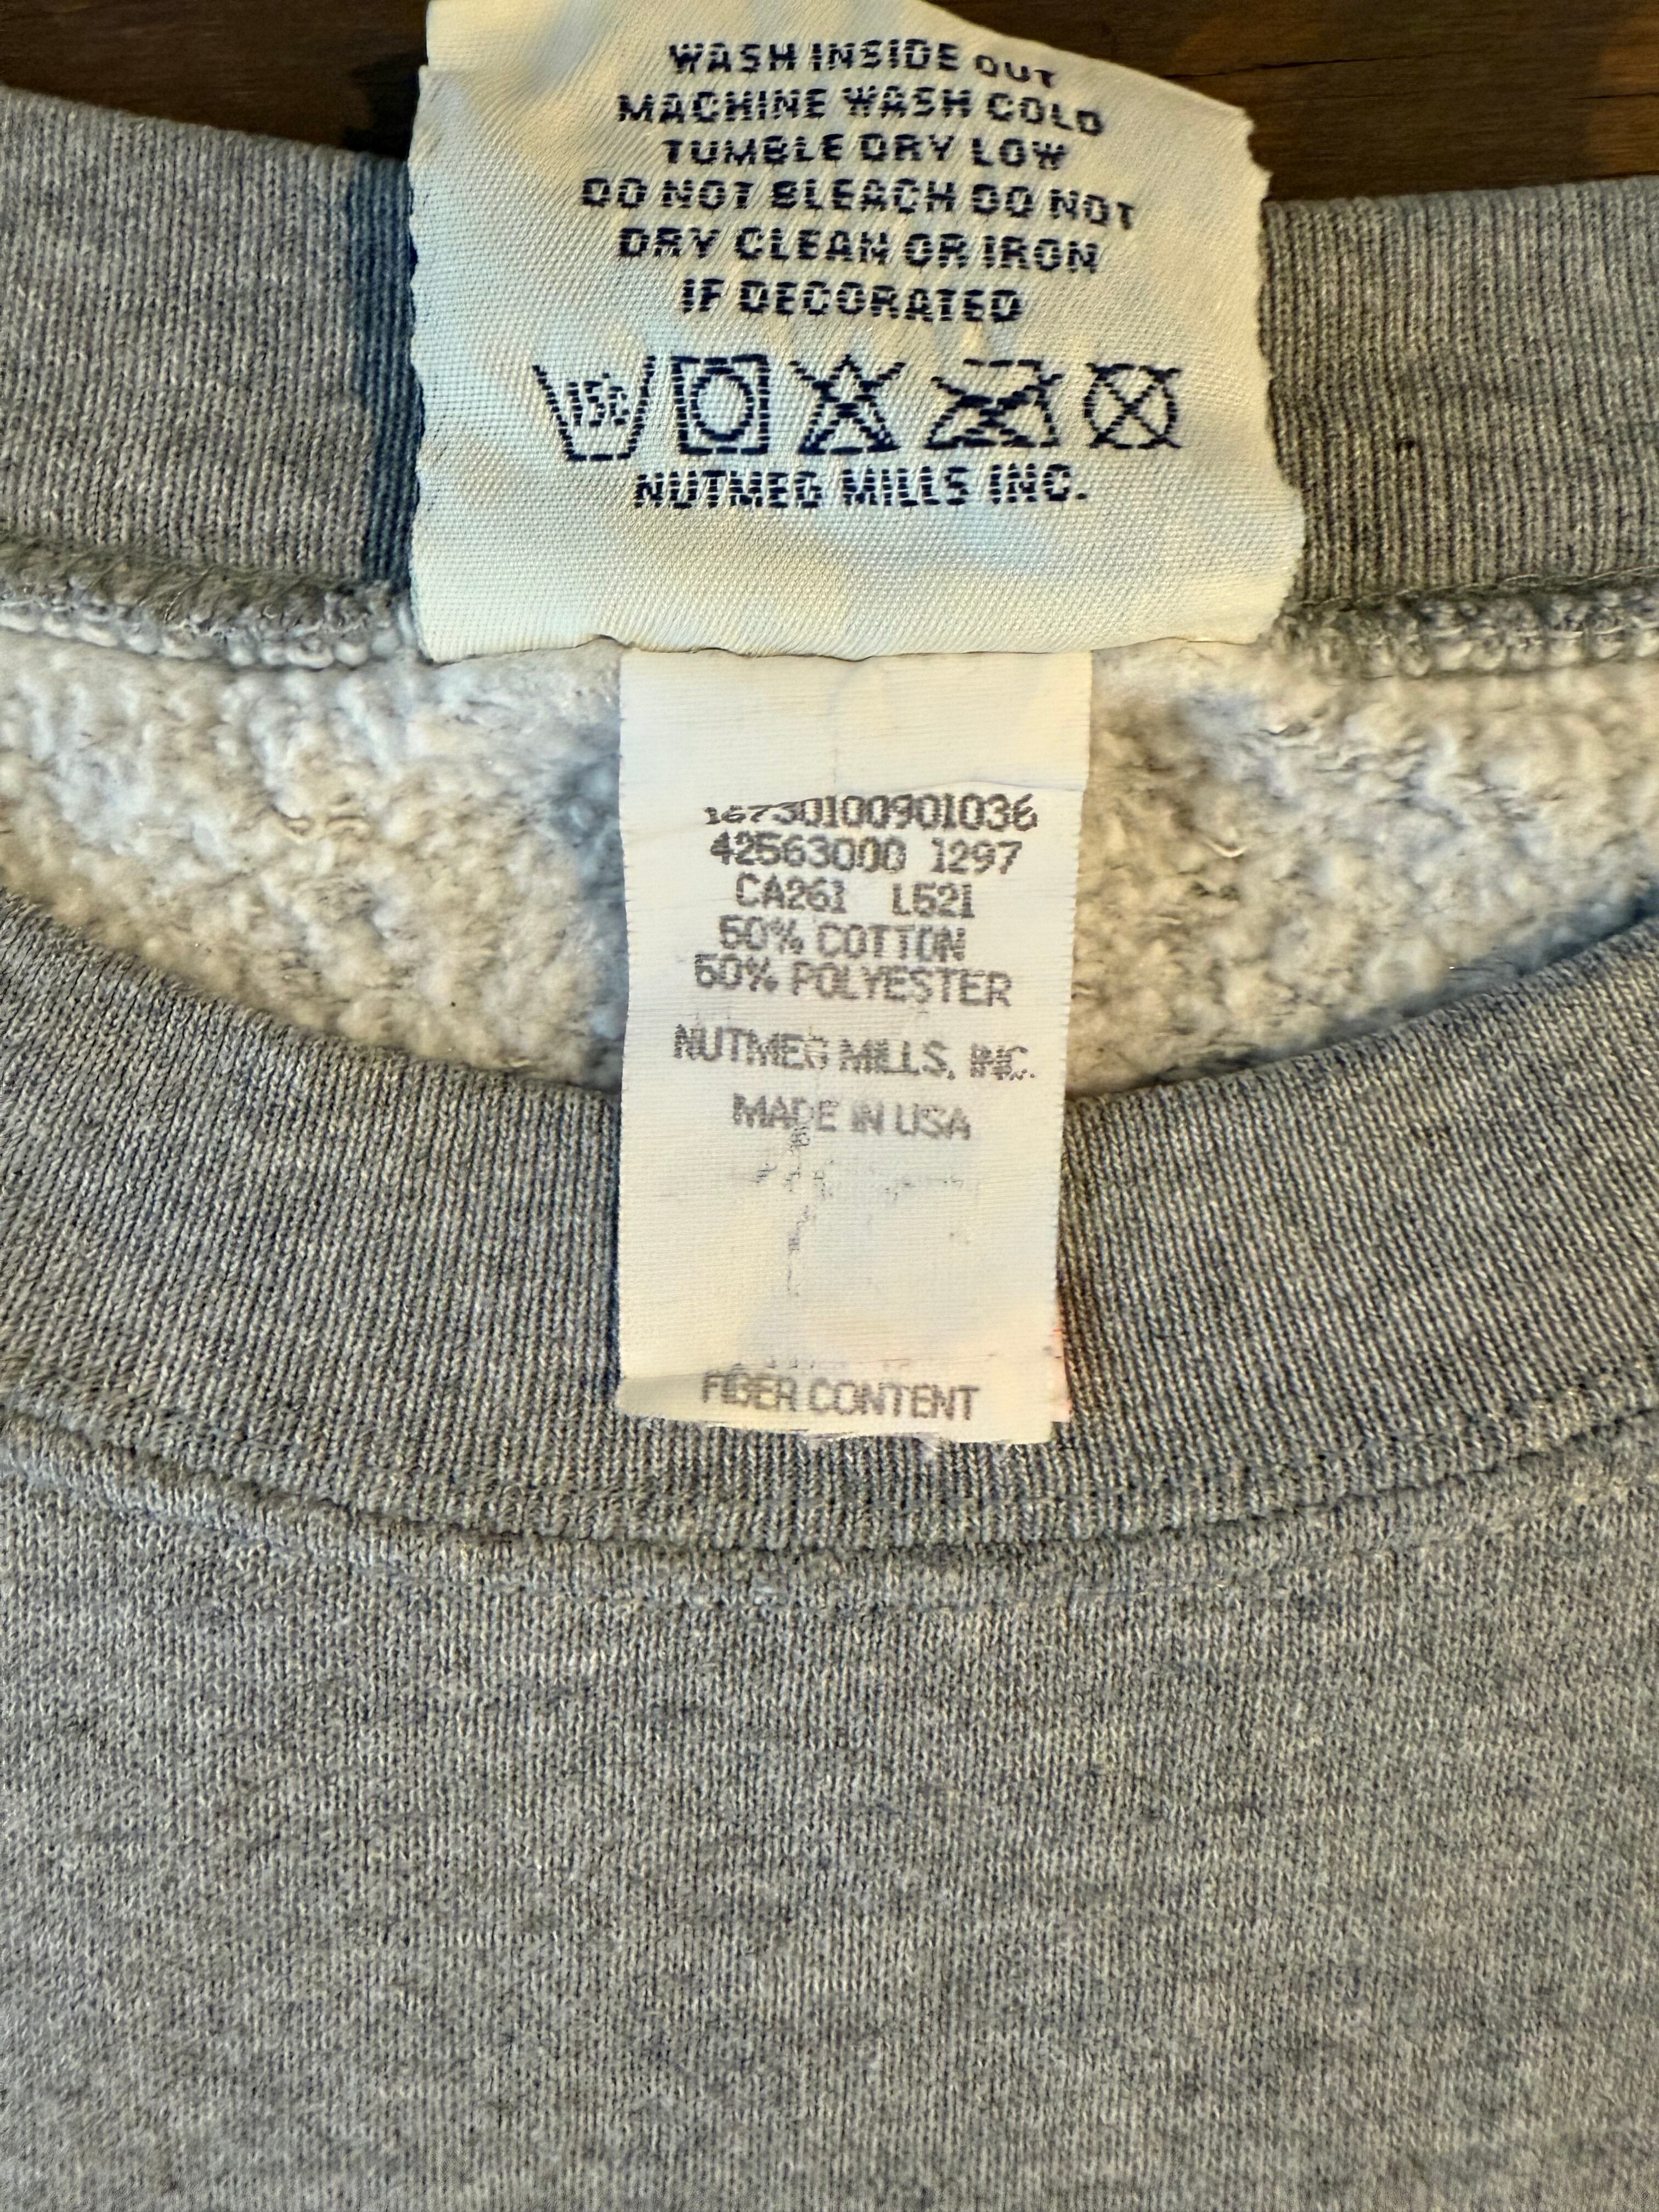 WASH INSIDE OUT
MACHINE WASH COLD
TUMBLE DRY LOW
DO NOT BLEACH DO NOT
DRY CLEAN OR IRON
IF DECORATED
NUTMEG MILLS INC.
16730100901036
42563000 1297
CA261 L521
50% COTTON
50% POLYESTER
NUTMEG MILLS, INC.
MADE IN USA
FIBER CONTENT